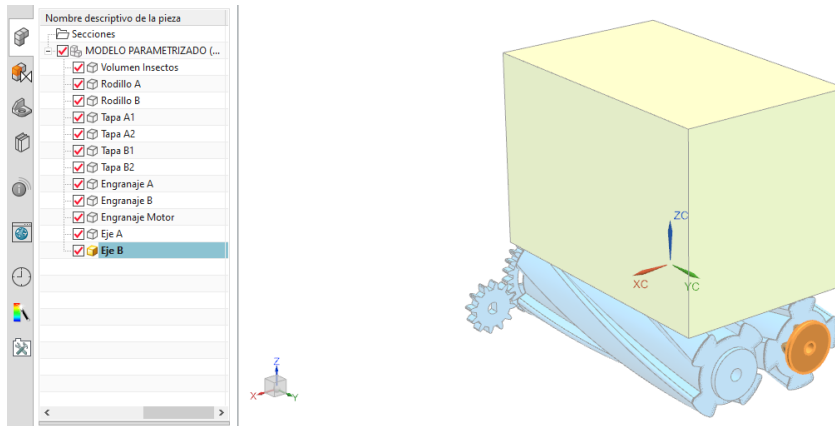 Nombre descriptivo de la pieza
Secciones
MODELO PARAMETRIZADO (...
Volumen Insectos
Rodillo A
Rodillo B
Tapa A1
Tapa A2
Tapa B1
Tapa B2
Engranaje A
Engranaje B
Engranaje Motor
Eje A
Eje B
ZC
XC
YC
Z
X
Y